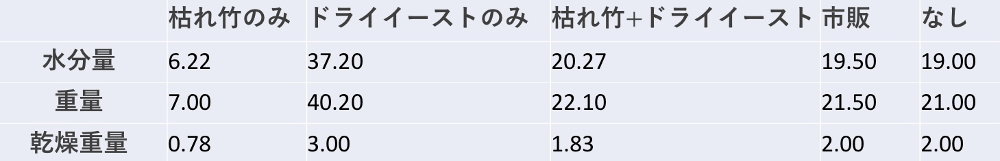 枯れ竹のみ ドライイーストのみ 枯れ竹+ドライイースト 市販 なし
水分量 6.22 37.20 20.27 19.50 19.00
重量 7.00 40.20 22.10 21.50 21.00
乾燥重量 0.78 3.00 1.83 2.00 2.00